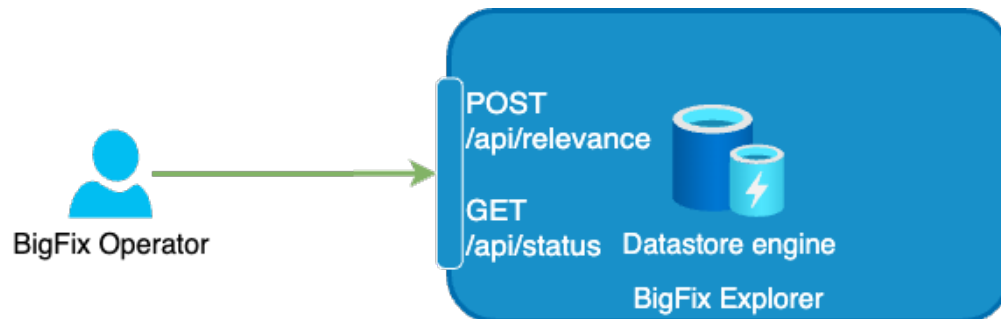 POST
/api/relevance
GET
/api/status
BigFix Operator
Datastore engine
BigFix Explorer